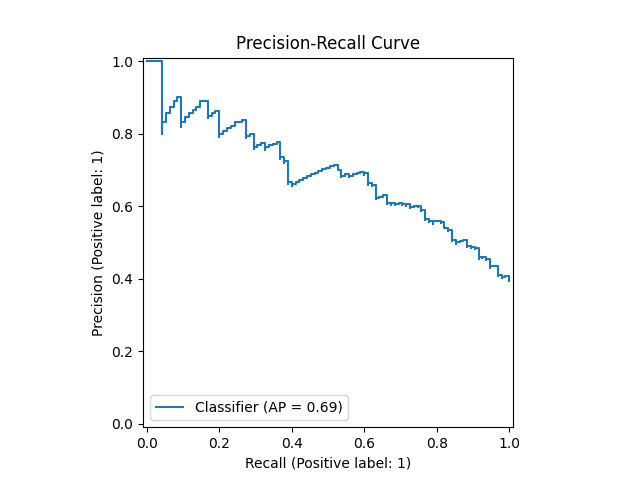 Precision-Recall Curve
1.0
0.8
0.6
0.4
0.2
0.0
Precision (Positive label: 1)
Classifier (AP = 0.69)
0.0 0.2 0.4 0.6 0.8 1.0
Recall (Positive label: 1)